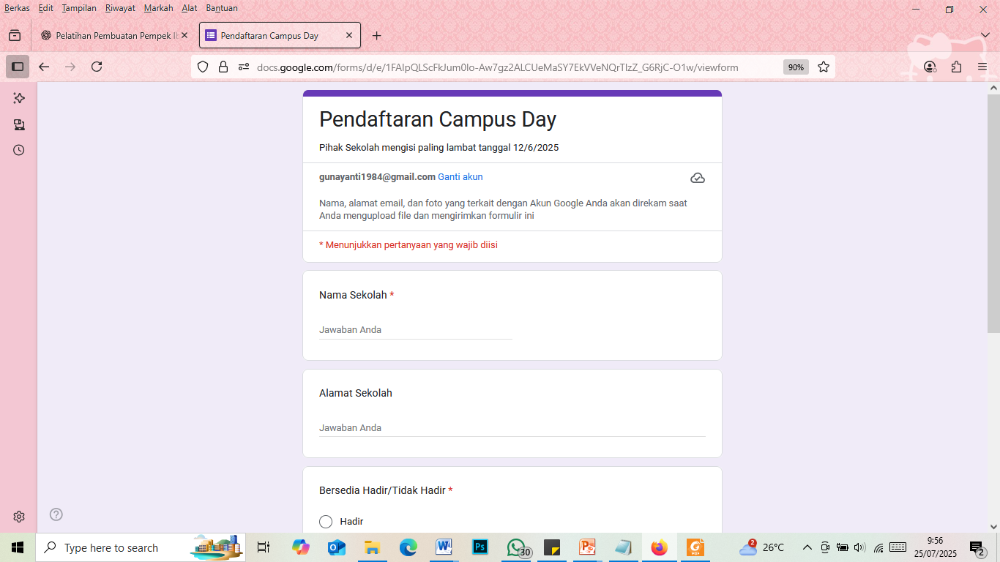 Berkas Edit Tampilan Riwayat Markah Alat Bantuan
Pelatihan Pembuatan Pempek
Pendaftaran Campus Day
docs.google.com/forms/d/e/1FAIpQLScFkJum0Io-Aw7gz2ALCUeMaSY7EkVVeNQrTIzZ_G6RjC-O1w/viewform
90%
Pendaftaran Campus Day
Pihak Sekolah mengisi paling lambat tanggal 12/6/2025
gunayanti1984@gmail.com Ganti akun
Nama, alamat email, dan foto yang terkait dengan Akun Google Anda akan direkam saat
Anda mengupload file dan mengirimkan formulir ini
* Menunjukkan pertanyaan yang wajib diisi
Nama Sekolah *
Jawaban Anda
Alamat Sekolah
Jawaban Anda
Bersedia Hadir/Tidak Hadir *
Hadir
Type here to search
30
2
26°C
9:56
25/07/2025
2